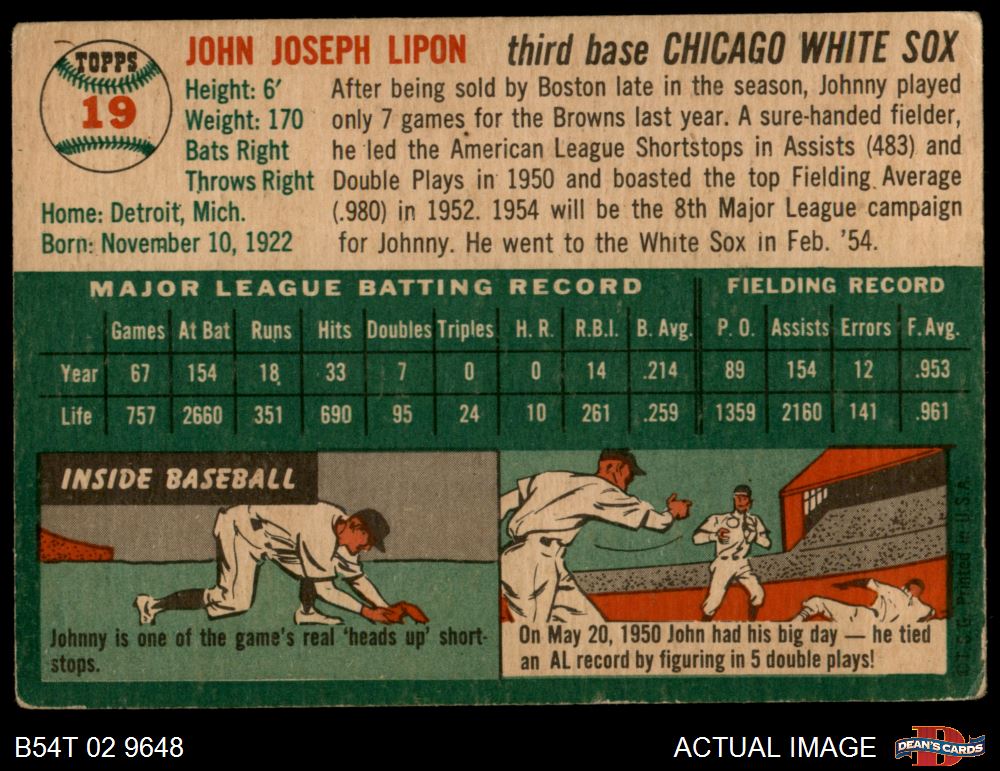 TOPPS
19
JOHN JOSEPH LIPON third base CHICAGO WHITE SOX
Height: 6'
Weight: 170
Bats Right
Throws Right
Home: Detroit, Mich.
Born: November 10, 1922
After being sold by Boston late in the season, Johnny played
only 7 games for the Browns last year. A sure-handed fielder,
he led the American League Shortstops in Assists (483) and
Double Plays in 1950 and boasted the top Fielding Average
(.980) in 1952. 1954 will be the 8th Major League campaign
for Johnny. He went to the White Sox in Feb. '54.
MAJOR LEAGUE BATTING RECORD FIELDING RECORD
Games At Bat Runs Hits Doubles Triples H. R. R.B.I. B. Avg. P. O. Assists Errors F. Avg.
Year 67 154 18 33 7 0 0 14 .214 89 154 12 .953
Life 757 2660 351 690 95 24 10 261 .259 1359 2160 141 .961
INSIDE BASEBALL
Johnny is one of the game's real 'heads up' short-
stops.
On May 20, 1950 John had his big day — he tied
an AL record by figuring in 5 double plays!
T.C.G. Printed in U.S.A.
B54T 02 9648
ACTUAL IMAGE
DEAN'S CARDS